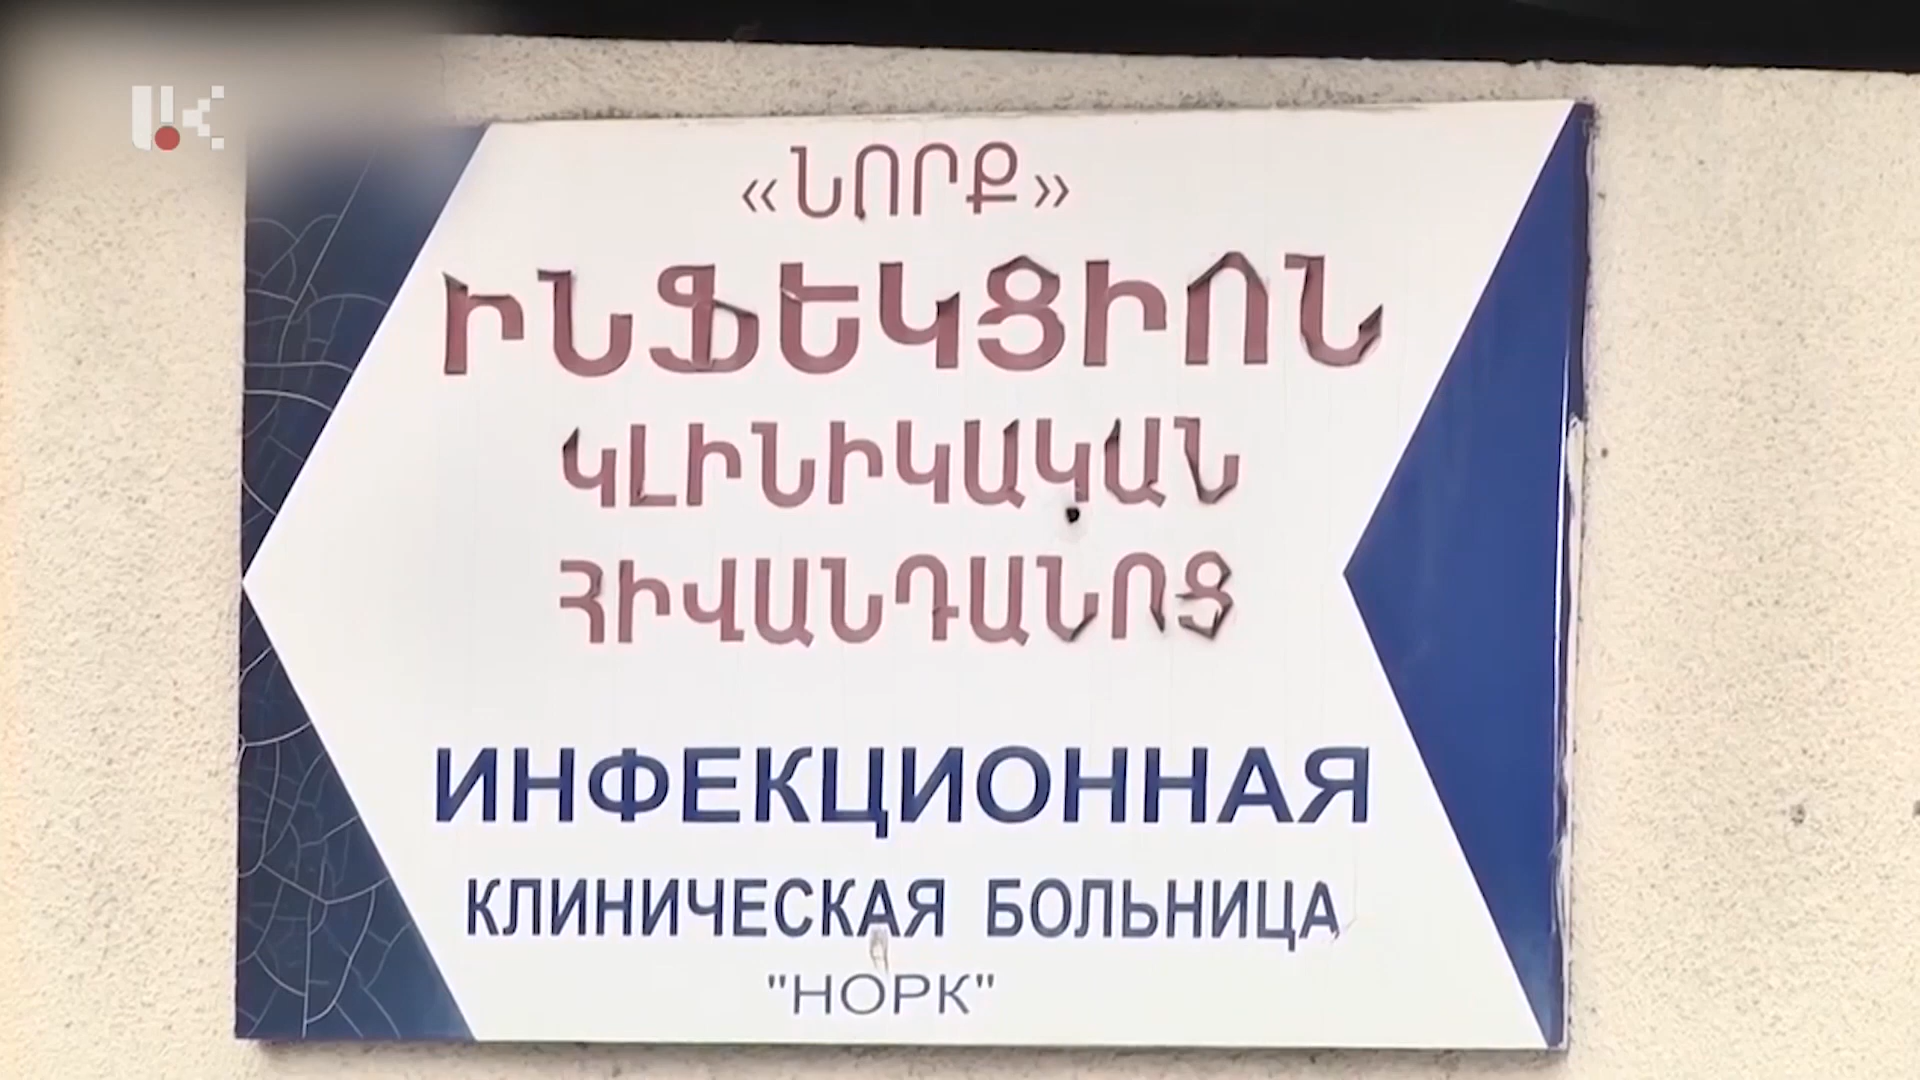 «ՆՈՐՔ»
ԻՆՖԵԿՑԻՈՆ
ԿԼԻՆԻԿԱԿԱՆ
ՀԻՎԱՆԴԱՆՈՑ
ИНФЕКЦИОННАЯ
КЛИНИЧЕСКАЯ БОЛЬНИЦА
"НОРК"